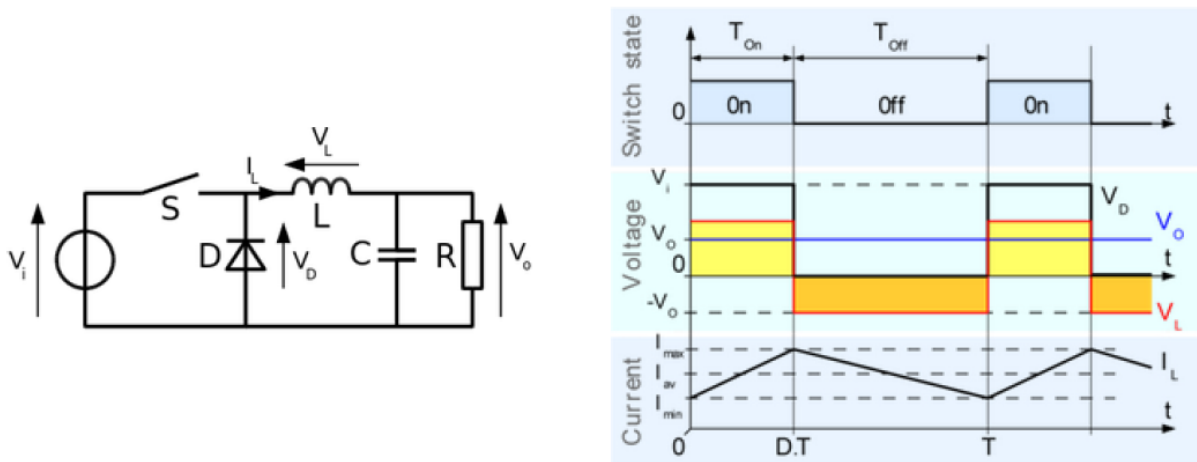 V_L
I_L
S
L
V_i
D
V_D
C
R
V_o
Switch state
T_On
T_Off
0
On
Off
On
t
Voltage
V_i
V_D
V_O
V_O
0
t
-V_O
V_L
Current
I_max
I_av
I_min
I_L
t
0
D.T
T